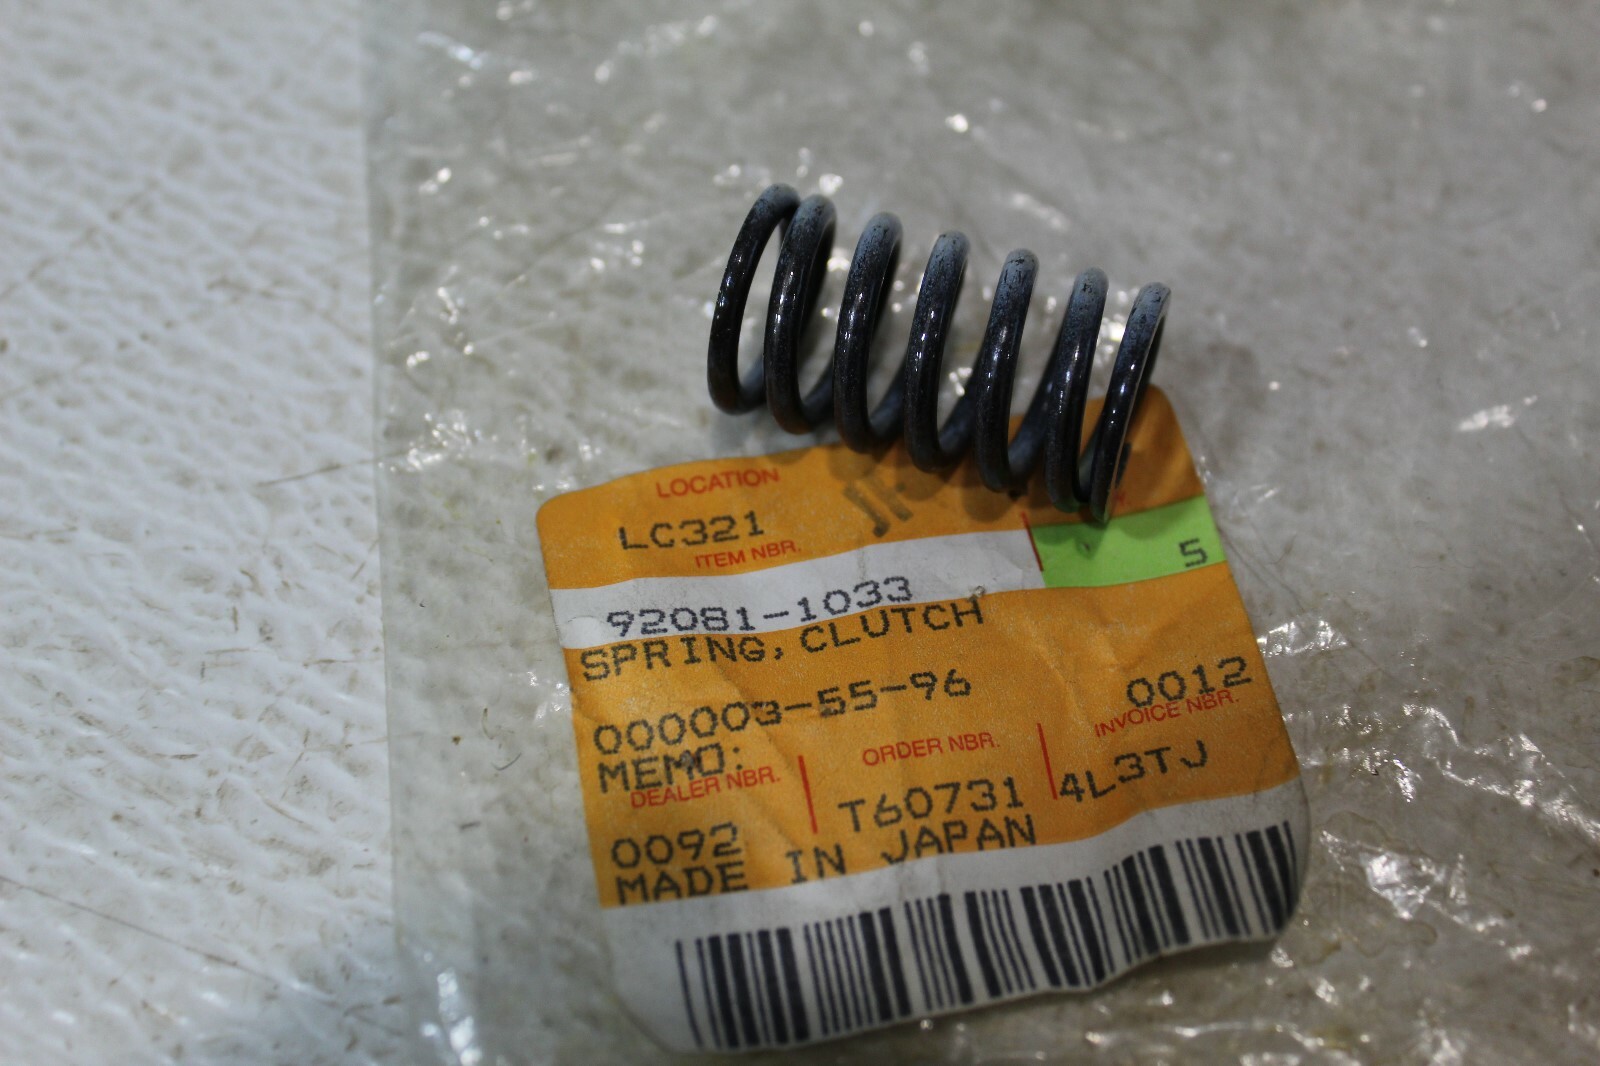 LOCATION
LC321
ITEM NBR.
5
92081-1033
SPRING, CLUTCH
000003-55-96
0012
MEMO:
INVOICE NBR.
DEALER NBR.
ORDER NBR.
4L3TJ
T60731
0092
MADE IN JAPAN